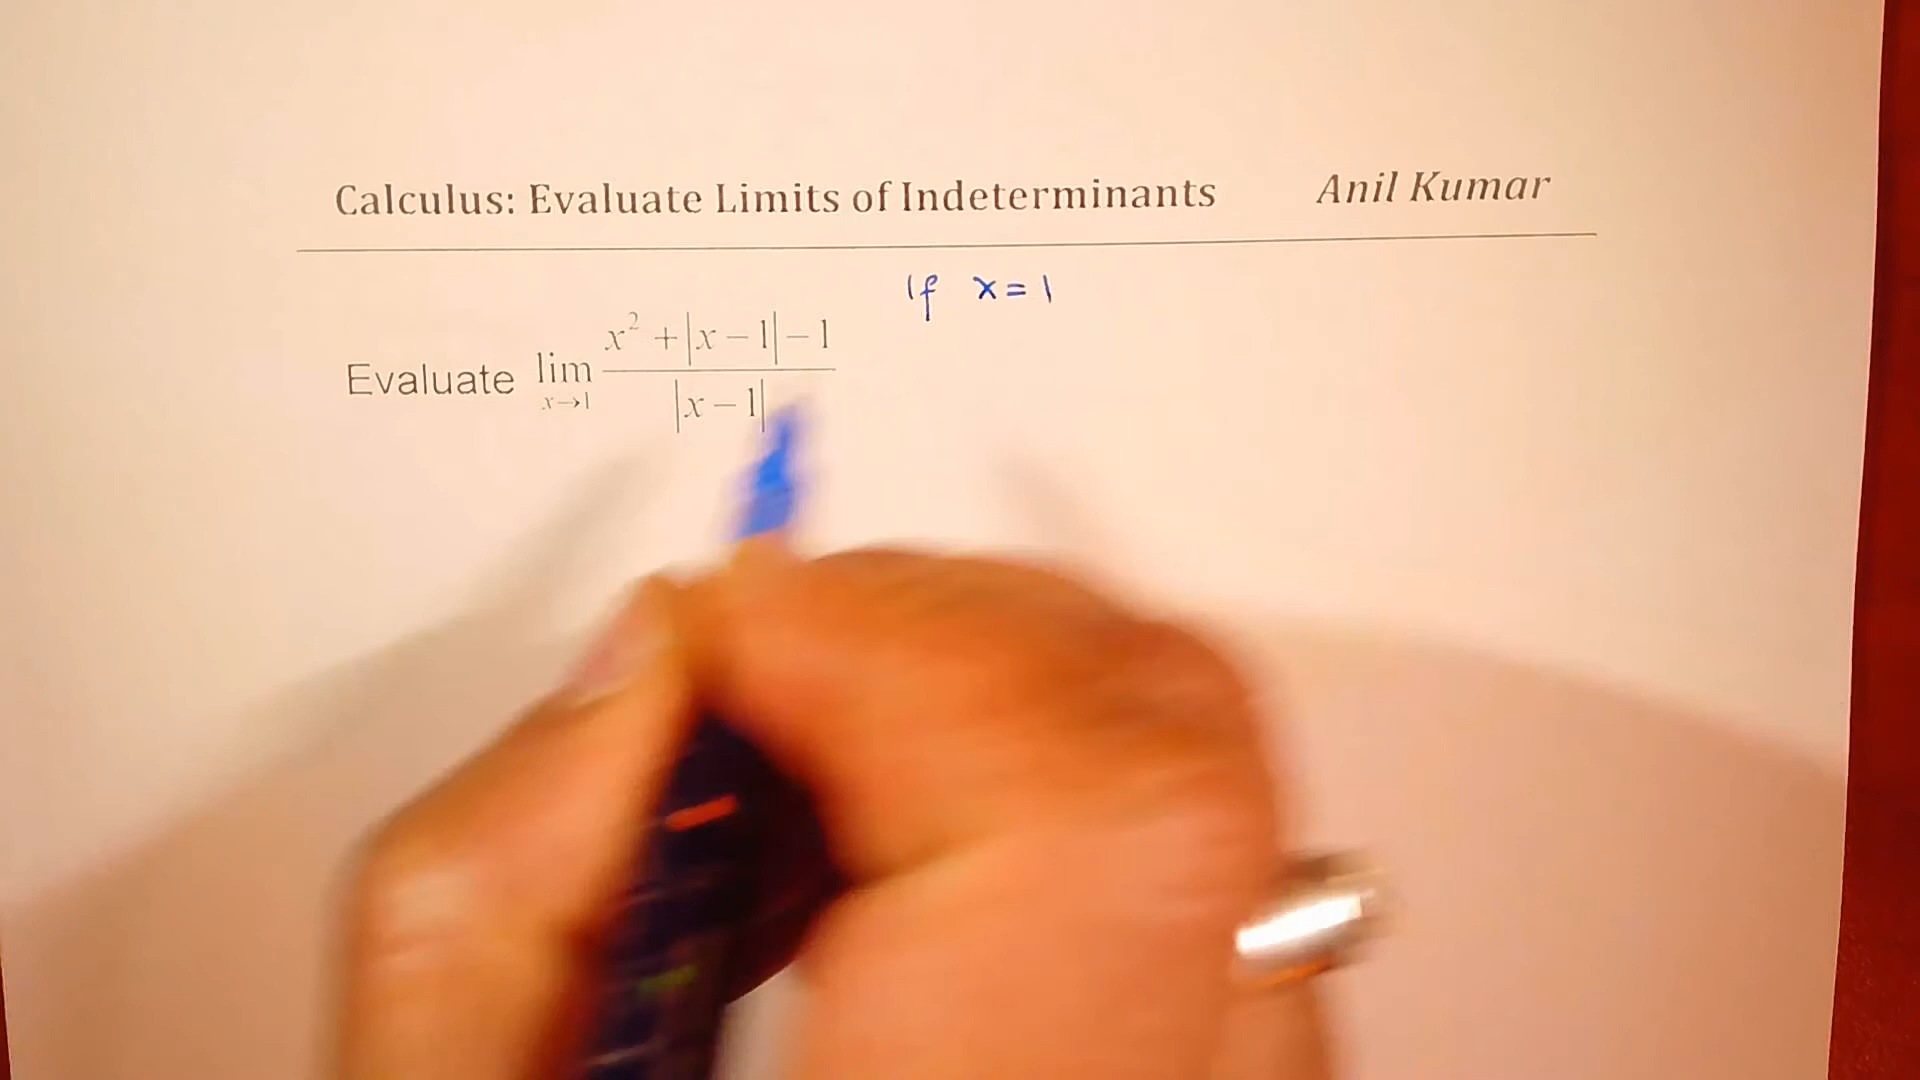 Calculus: Evaluate Limits of Indeterminants Anil Kumar
If x = 1
Evaluate lim x→1 x² + |x − 1| − 1 / |x − 1|